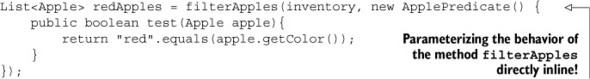 List<Apple> redApples = filterApples(inventory, new ApplePredicate() {
    public boolean test(Apple apple){
        return "red".equals(apple.getColor());
    }
});
Parameterizing the behavior of
the method filterApples
directly inline!